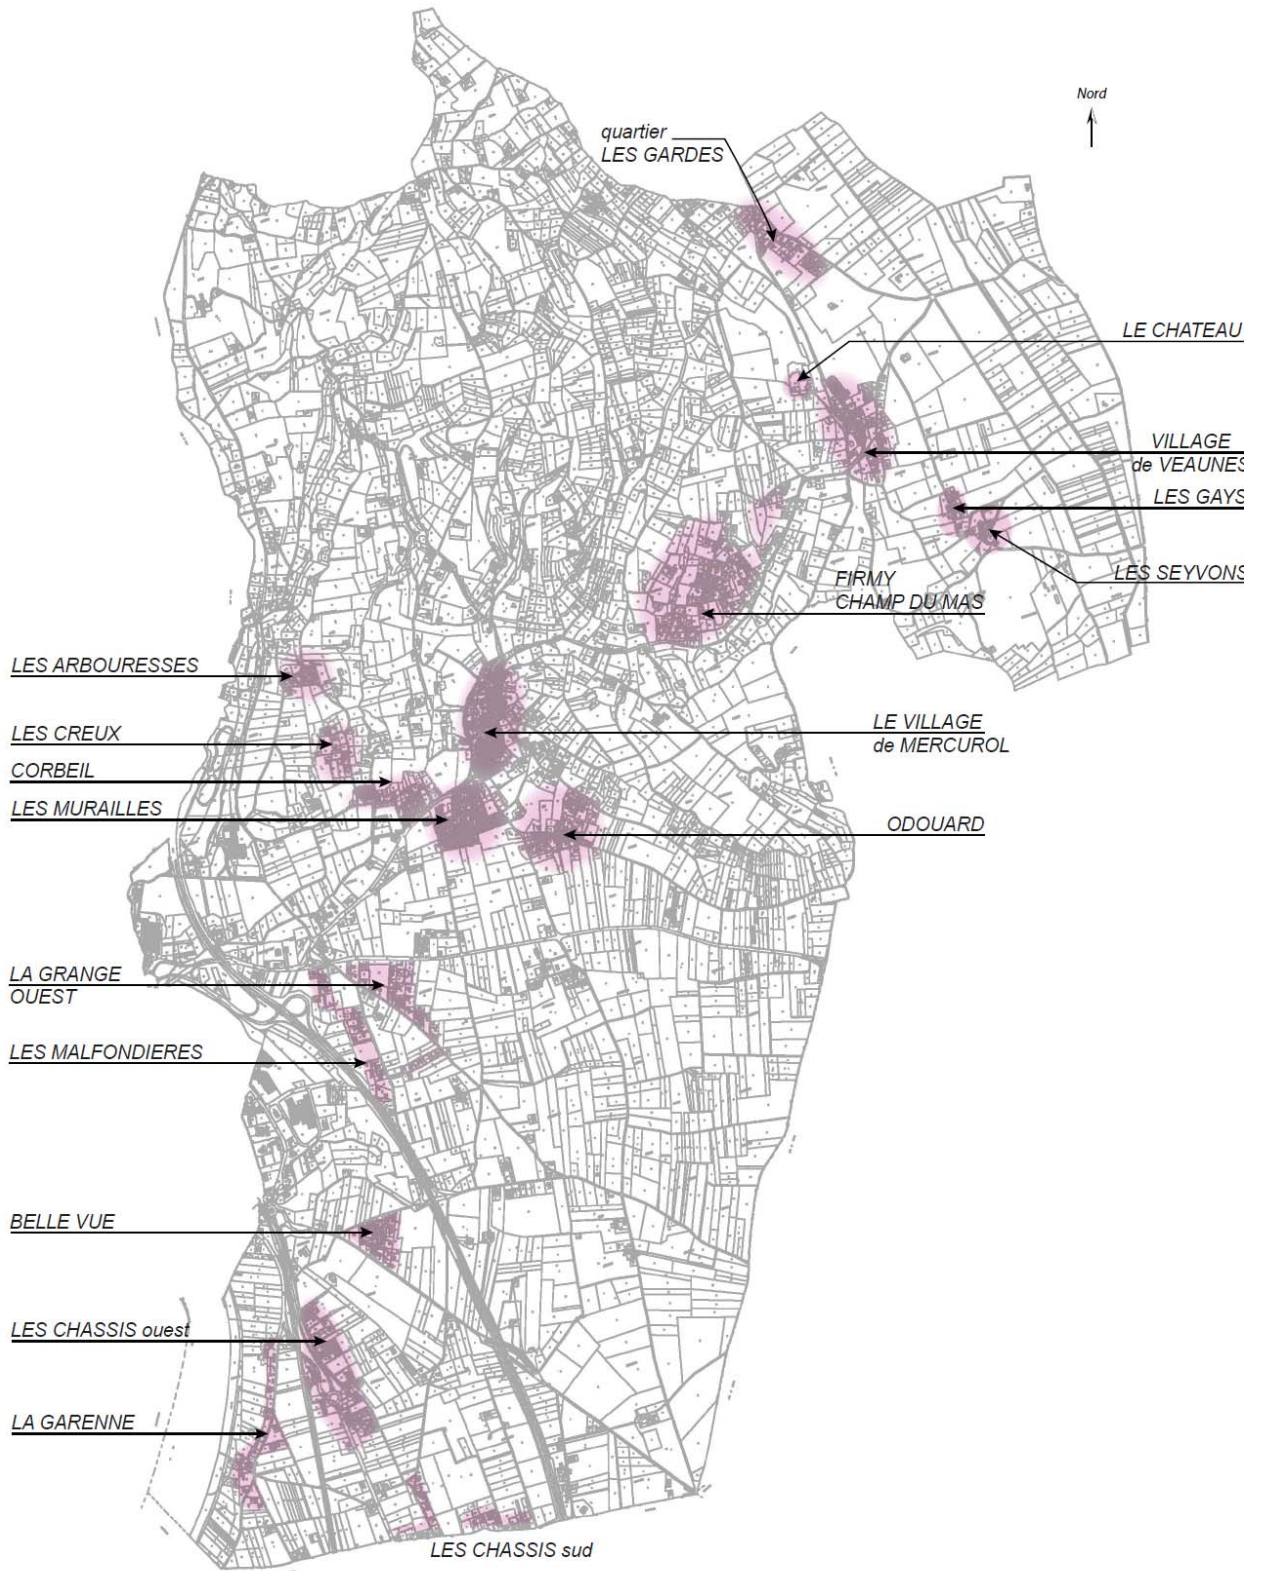 Nord
quartier
LES GARDES
LE CHATEAU
VILLAGE
de VEAUNES
LES GAYS
LES SEYVONS
FIRMY
CHAMP DU MAS
LES ARBOURESSES
LES CREUX
CORBEIL
LES MURAILLES
LE VILLAGE
de MERCUROL
ODOUARD
LA GRANGE
OUEST
LES MALFONDIERES
BELLE VUE
LES CHASSIS ouest
LA GARENNE
LES CHASSIS sud